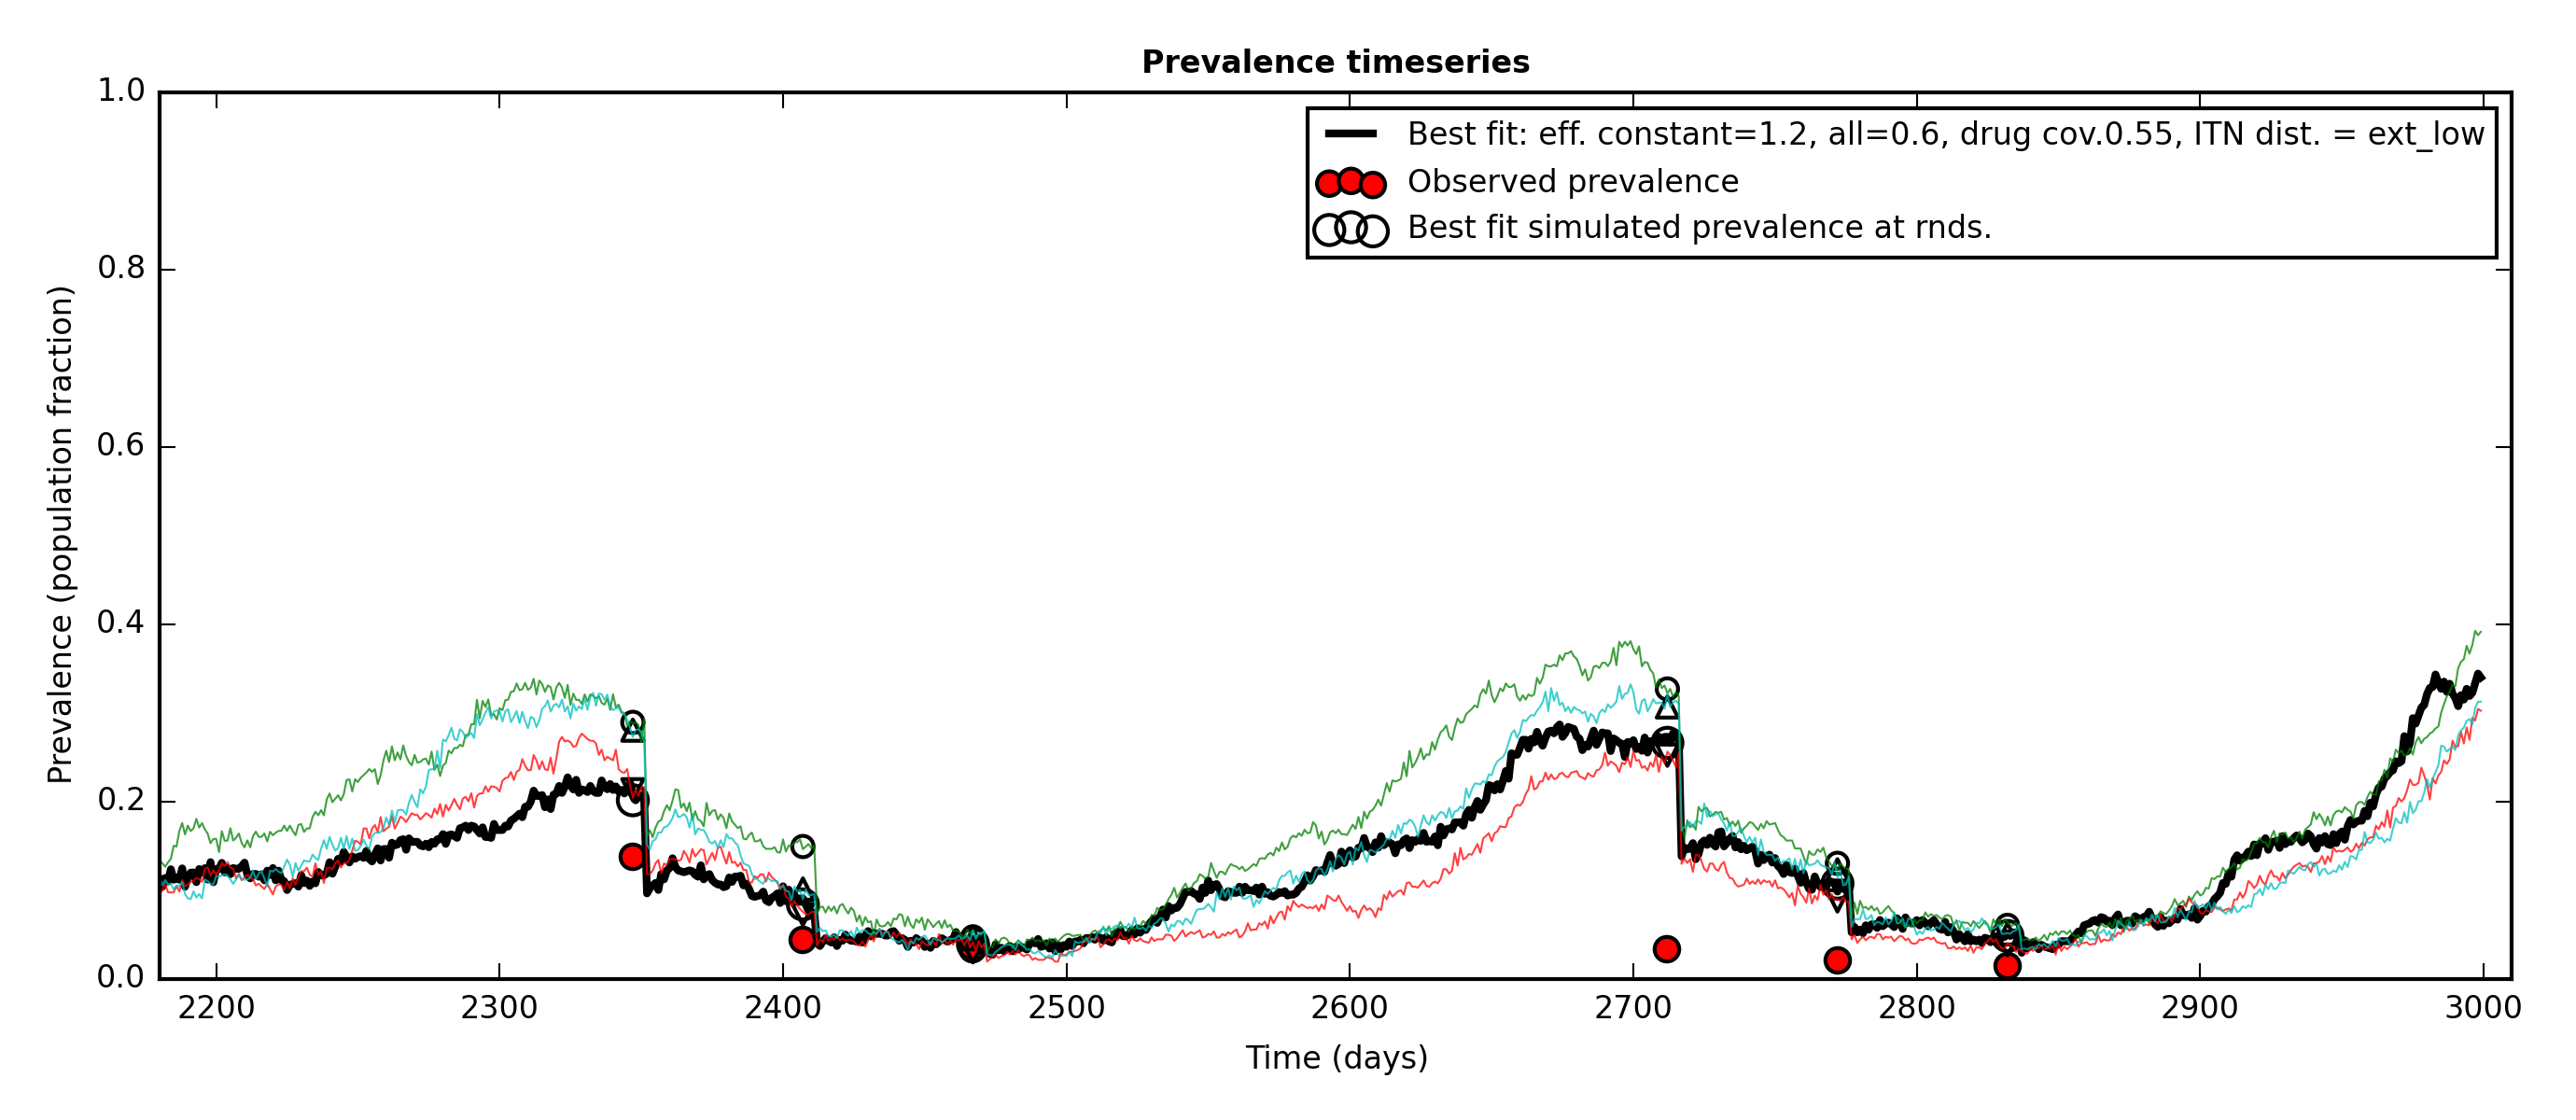 Prevalence timeseries
Prevalence (population fraction)
1.0
0.8
0.6
0.4
0.2
0.0
Best fit: eff. constant=1.2, all=0.6, drug cov.0.55, ITN dist. = ext_low
Observed prevalence
Best fit simulated prevalence at rnds.
2200 2300 2400 2500 2600 2700 2800 2900 3000
Time (days)